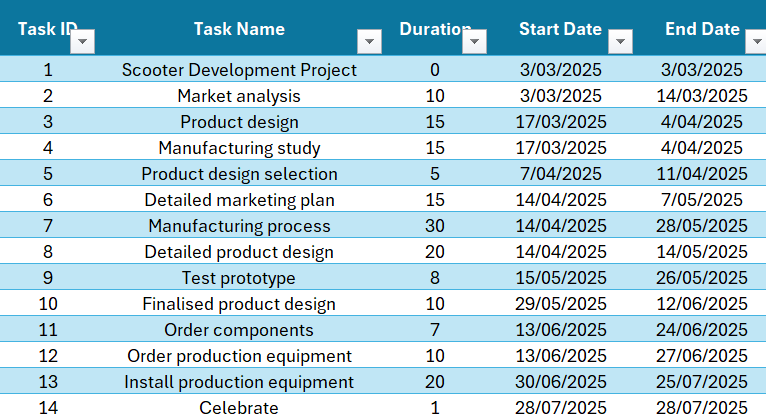 Task ID Task Name Duration Start Date End Date
1 Scooter Development Project 0 3/03/2025 3/03/2025
2 Market analysis 10 3/03/2025 14/03/2025
3 Product design 15 17/03/2025 4/04/2025
4 Manufacturing study 15 17/03/2025 4/04/2025
5 Product design selection 5 7/04/2025 11/04/2025
6 Detailed marketing plan 15 14/04/2025 7/05/2025
7 Manufacturing process 30 14/04/2025 28/05/2025
8 Detailed product design 20 14/04/2025 14/05/2025
9 Test prototype 8 15/05/2025 26/05/2025
10 Finalised product design 10 29/05/2025 12/06/2025
11 Order components 7 13/06/2025 24/06/2025
12 Order production equipment 10 13/06/2025 27/06/2025
13 Install production equipment 20 30/06/2025 25/07/2025
14 Celebrate 1 28/07/2025 28/07/2025